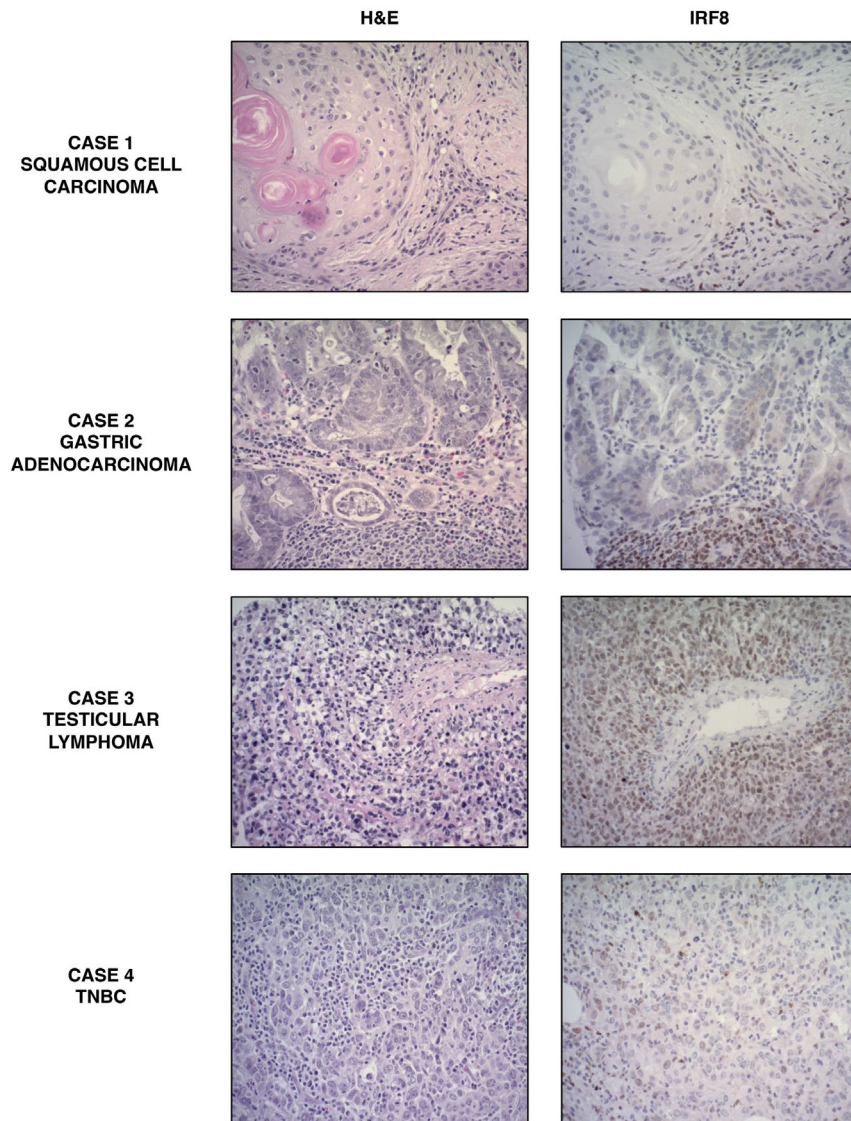 H&E
IRF8
CASE 1
SQUAMOUS CELL
CARCINOMA
CASE 2
GASTRIC
ADENOCARCINOMA
CASE 3
TESTICULAR
LYMPHOMA
CASE 4
TNBC